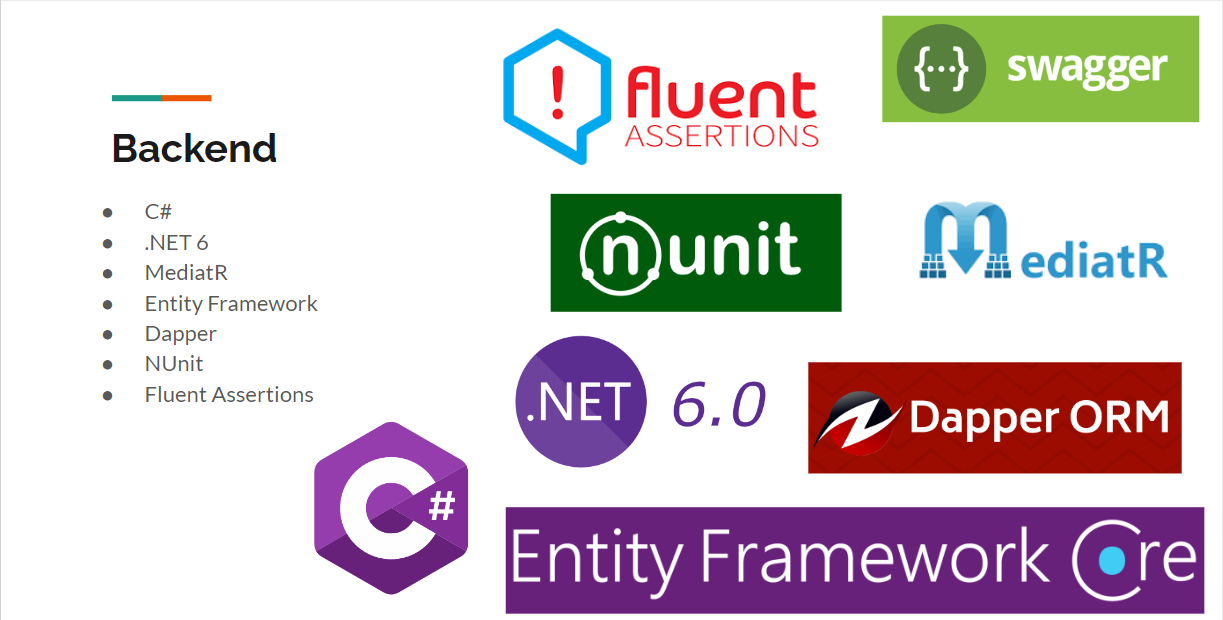 Backend
● C#
● .NET 6
● MediatR
● Entity Framework
● Dapper
● NUnit
● Fluent Assertions
!
fluent
ASSERTIONS
{···} swagger
nunit
MediatR
.NET 6.0
Dapper ORM
C#
Entity Framework Core